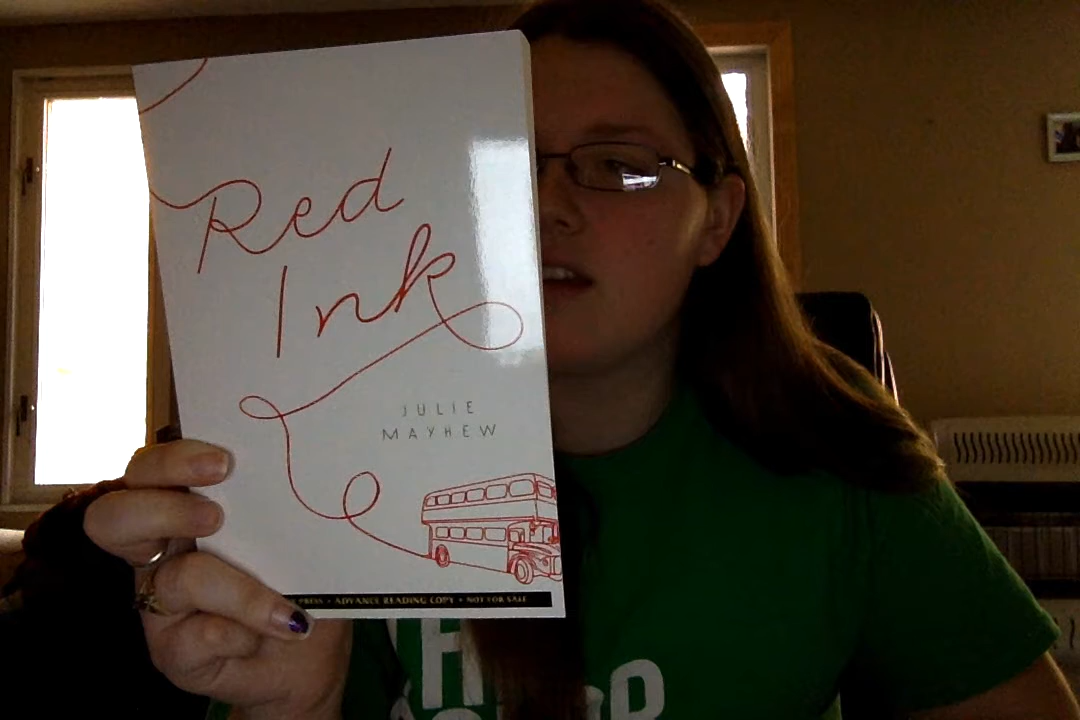 Red
Ink
JULIE
MAYHEW
PRESS • ADVANCE READING COPY • NOT FOR SALE